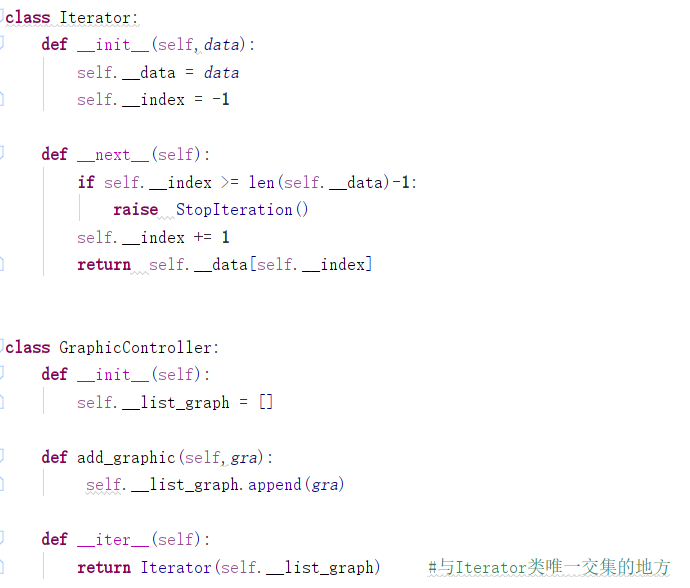 class Iterator:
    def __init__(self,data):
        self.__data = data
        self.__index = -1
    def __next__(self):
        if self.__index >= len(self.__data)-1:
            raise  StopIteration()
        self.__index += 1
        return  self.__data[self.__index]
class GraphicController:
    def __init__(self):
        self.__list_graph = []
    def add_graphic(self,gra):
         self.__list_graph.append(gra)
    def __iter__(self):
        return Iterator(self.__list_graph)     #与Iterator类唯一交集的地方